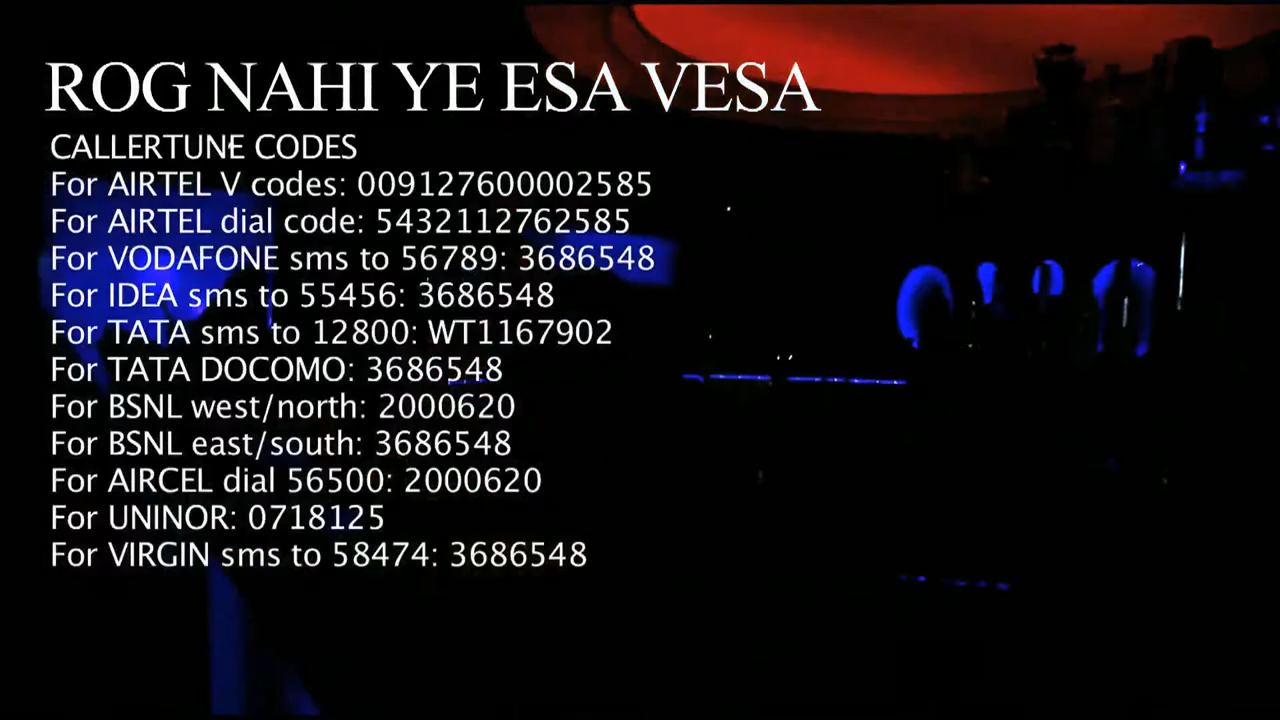 ROG NAHI YE ESA VESA
CALLERTUNE CODES
For AIRTEL V codes: 009127600002585
For AIRTEL dial code: 5432112762585
For VODAFONE sms to 56789: 3686548
For IDEA sms to 55456: 3686548
For TATA sms to 12800: WT1167902
For TATA DOCOMO: 3686548
For BSNL west/north: 2000620
For BSNL east/south: 3686548
For AIRCEL dial 56500: 2000620
For UNINOR: 0718125
For VIRGIN sms to 58474: 3686548